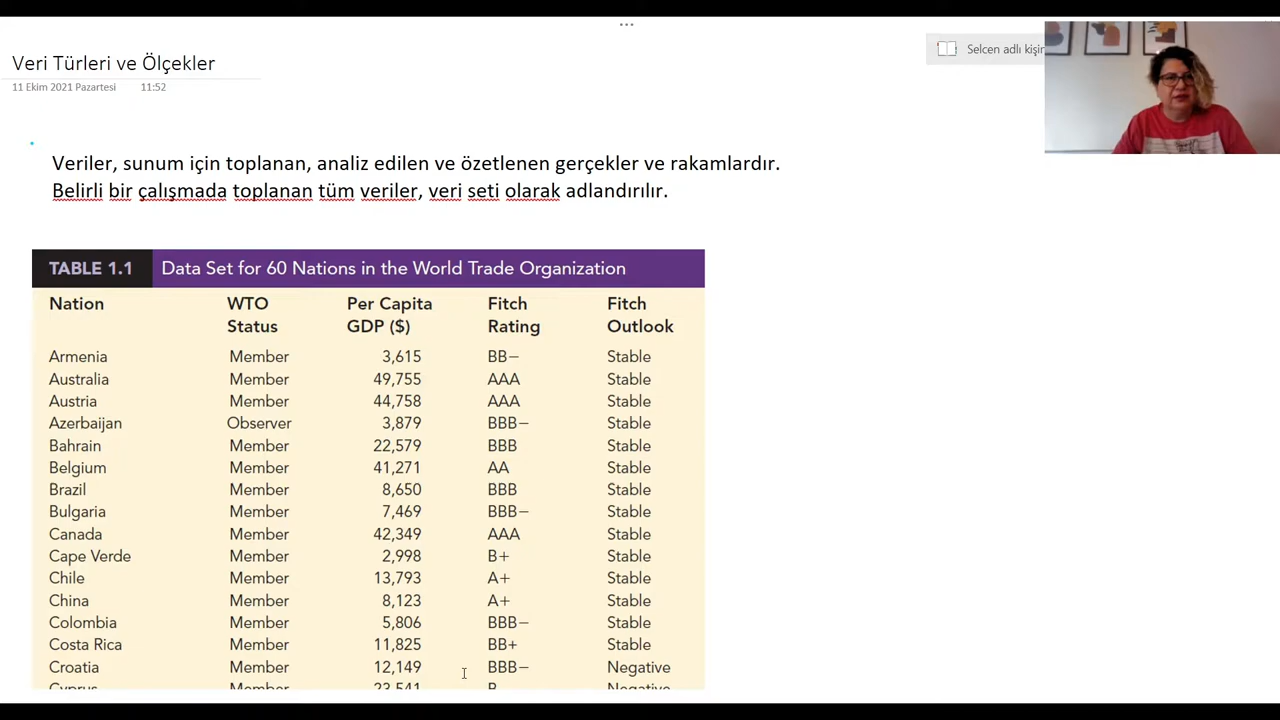 Veri Türleri ve Ölçekler
11 Ekim 2021 Pazartesi 11:52
Selcen adlı
Veriler, sunum için toplanan, analiz edilen ve özetlenen gerçekler ve rakamlardır.
Belirli bir çalışmada toplanan tüm veriler, veri seti olarak adlandırılır.
TABLE 1.1 Data Set for 60 Nations in the World Trade Organization
Nation WTO Status Per Capita GDP ($) Fitch Rating Fitch Outlook
Armenia Member 3,615 BB− Stable
Australia Member 49,755 AAA Stable
Austria Member 44,758 AAA Stable
Azerbaijan Observer 3,879 BBB− Stable
Bahrain Member 22,579 BBB Stable
Belgium Member 41,271 AA Stable
Brazil Member 8,650 BBB Stable
Bulgaria Member 7,469 BBB− Stable
Canada Member 42,349 AAA Stable
Cape Verde Member 2,998 B+ Stable
Chile Member 13,793 A+ Stable
China Member 8,123 A+ Stable
Colombia Member 5,806 BBB− Stable
Costa Rica Member 11,825 BB+ Stable
Croatia Member 12,149 BBB− Negative
Cyprus Member 23,541 Negative